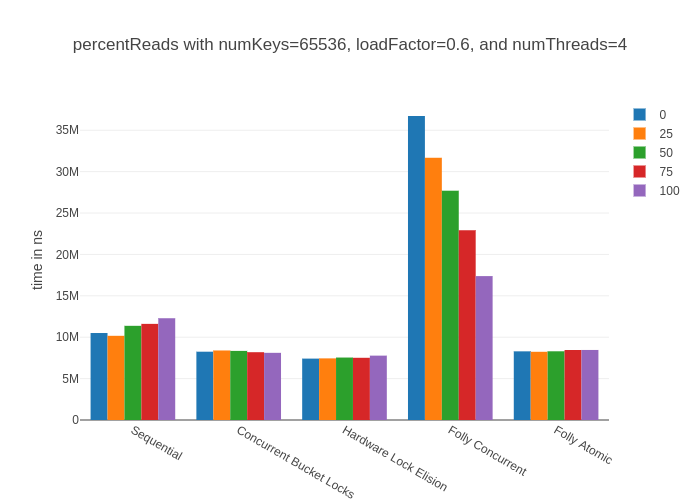 percentReads with numKeys=65536, loadFactor=0.6, and numThreads=4
0
25
50
75
100
time in ns
35M
30M
25M
20M
15M
10M
5M
0
Sequential
Concurrent Bucket Locks
Hardware Lock Elision
Folly Concurrent
Folly Atomic